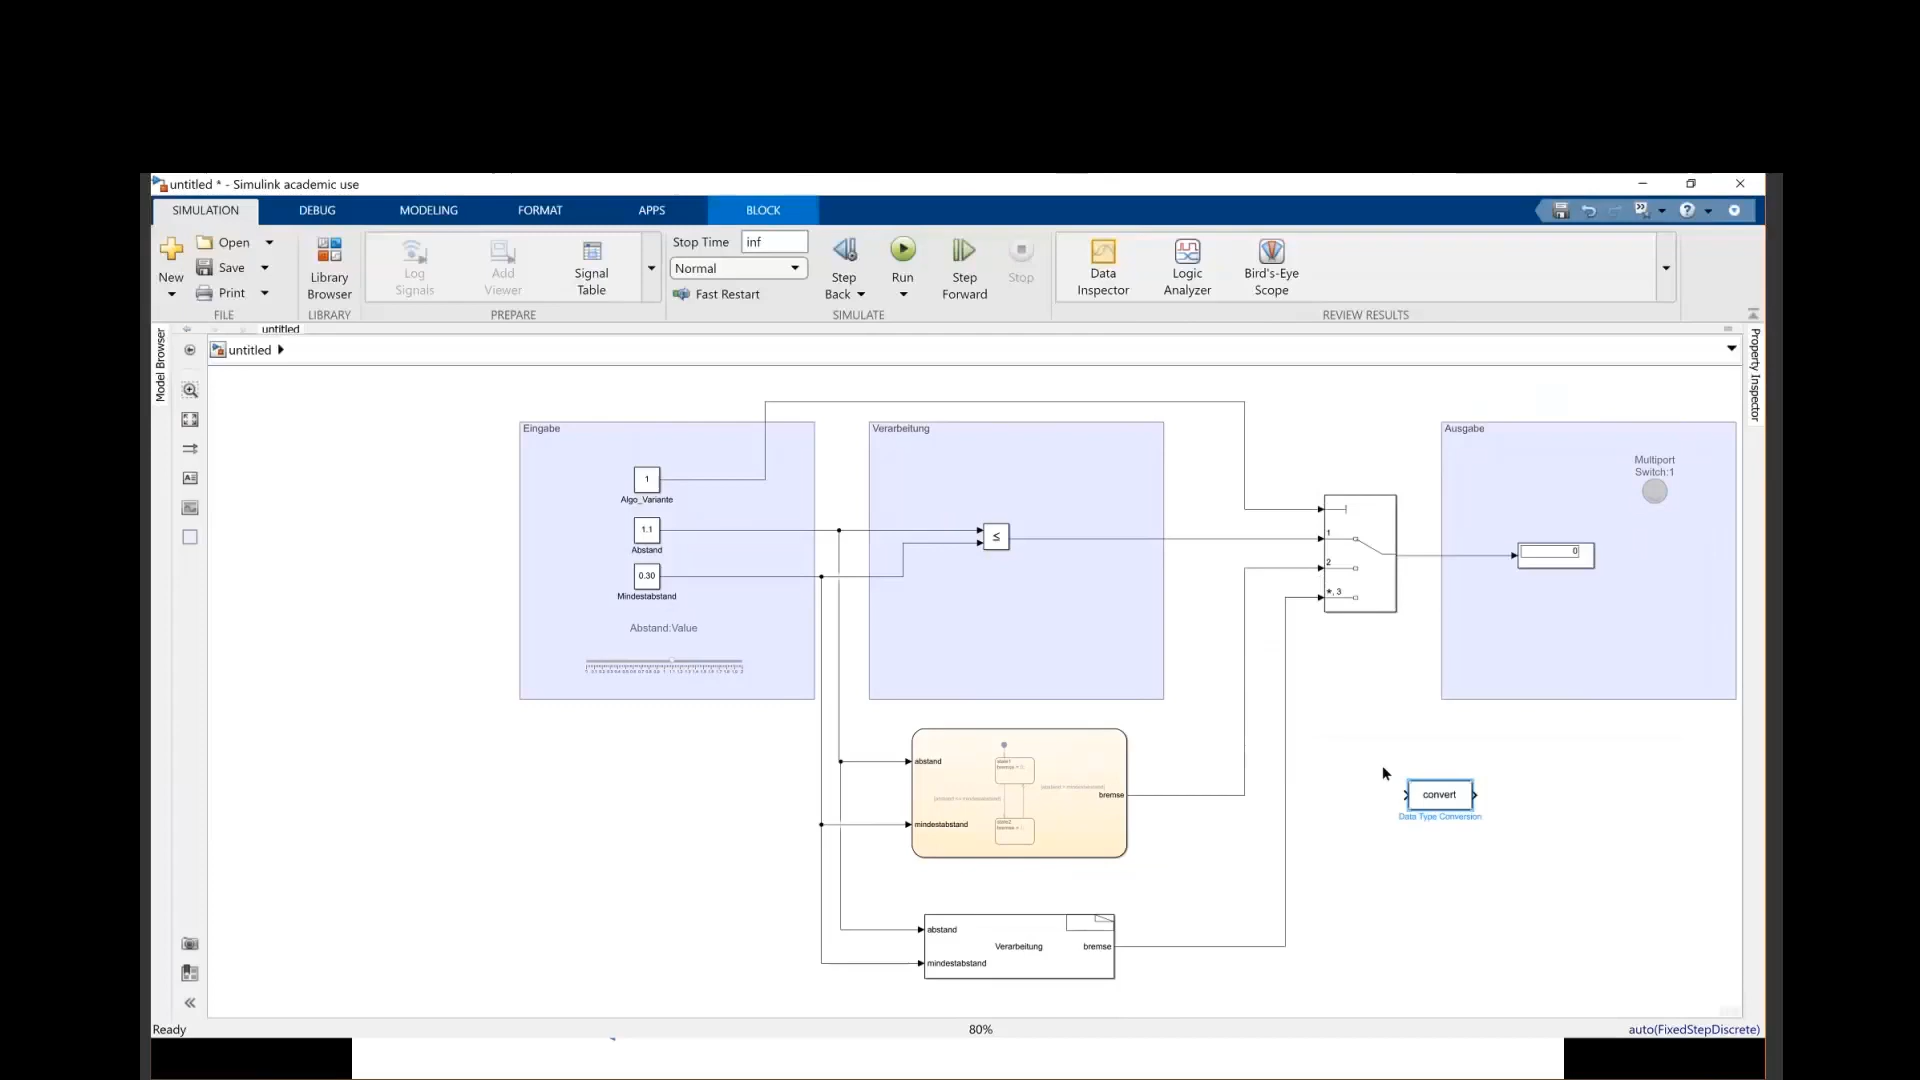 untitled * - Simulink academic use
SIMULATION
DEBUG
MODELING
FORMAT
APPS
BLOCK
New
Open
Save
Print
FILE
Library
Browser
LIBRARY
Log
Signals
Add
Viewer
Signal
Table
PREPARE
Stop Time
inf
Normal
Fast Restart
Step
Back
Run
Step
Forward
Stop
SIMULATE
Data
Inspector
Logic
Analyzer
Bird's-Eye
Scope
REVIEW RESULTS
Model Browser
untitled
untitled
Property Inspector
Eingabe
1
Algo_Variante
1.1
Abstand
0.30
Mindestabstand
Abstand:Value
Verarbeitung
≤
1
2
*, 3
Ausgabe
Multiport
Switch:1
0
abstand
mindestabstand
bremse
convert
Data Type Conversion
abstand
mindestabstand
Verarbeitung
bremse
Ready
80%
auto(FixedStepDiscrete)